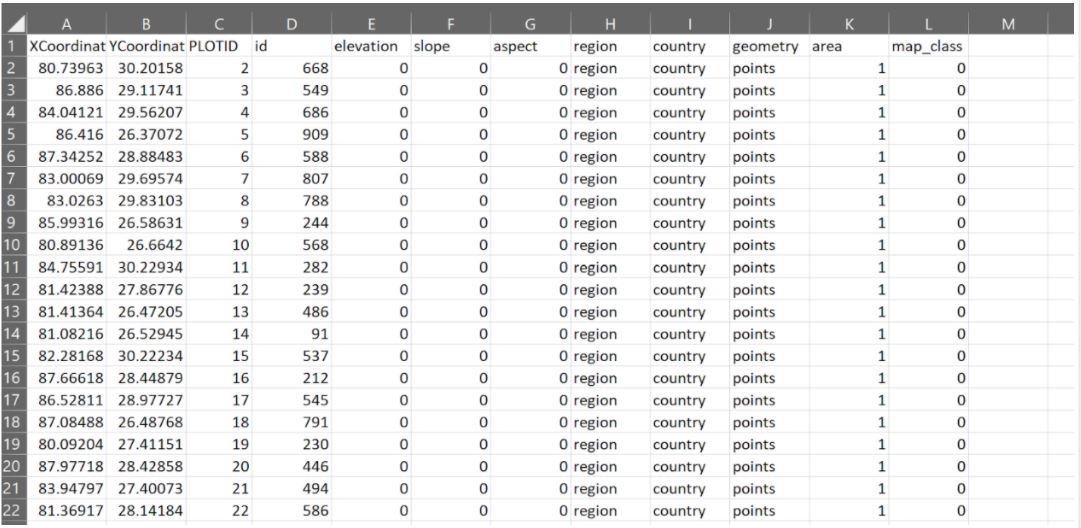 A B C D E F G H I J K L M
1 XCoordinat YCoordinat PLOTID id elevation slope aspect region country geometry area map_class
2 80.73963 30.20158 2 668 0 0 0 region country points 1 0
3 86.886 29.11741 3 549 0 0 0 region country points 1 0
4 84.04121 29.56207 4 686 0 0 0 region country points 1 0
5 86.416 26.37072 5 909 0 0 0 region country points 1 0
6 87.34252 28.88483 6 588 0 0 0 region country points 1 0
7 83.00069 29.69574 7 807 0 0 0 region country points 1 0
8 83.0263 29.83103 8 788 0 0 0 region country points 1 0
9 85.99316 26.58631 9 244 0 0 0 region country points 1 0
10 80.89136 26.6642 10 568 0 0 0 region country points 1 0
11 84.75591 30.22934 11 282 0 0 0 region country points 1 0
12 81.42388 27.86776 12 239 0 0 0 region country points 1 0
13 81.41364 26.47205 13 486 0 0 0 region country points 1 0
14 81.08216 26.52945 14 91 0 0 0 region country points 1 0
15 82.28168 30.22234 15 537 0 0 0 region country points 1 0
16 87.66618 28.44879 16 212 0 0 0 region country points 1 0
17 86.52811 28.97727 17 545 0 0 0 region country points 1 0
18 87.08488 26.48768 18 791 0 0 0 region country points 1 0
19 80.09204 27.41151 19 230 0 0 0 region country points 1 0
20 87.97718 28.42858 20 446 0 0 0 region country points 1 0
21 83.94797 27.40073 21 494 0 0 0 region country points 1 0
22 81.36917 28.14184 22 586 0 0 0 region country points 1 0